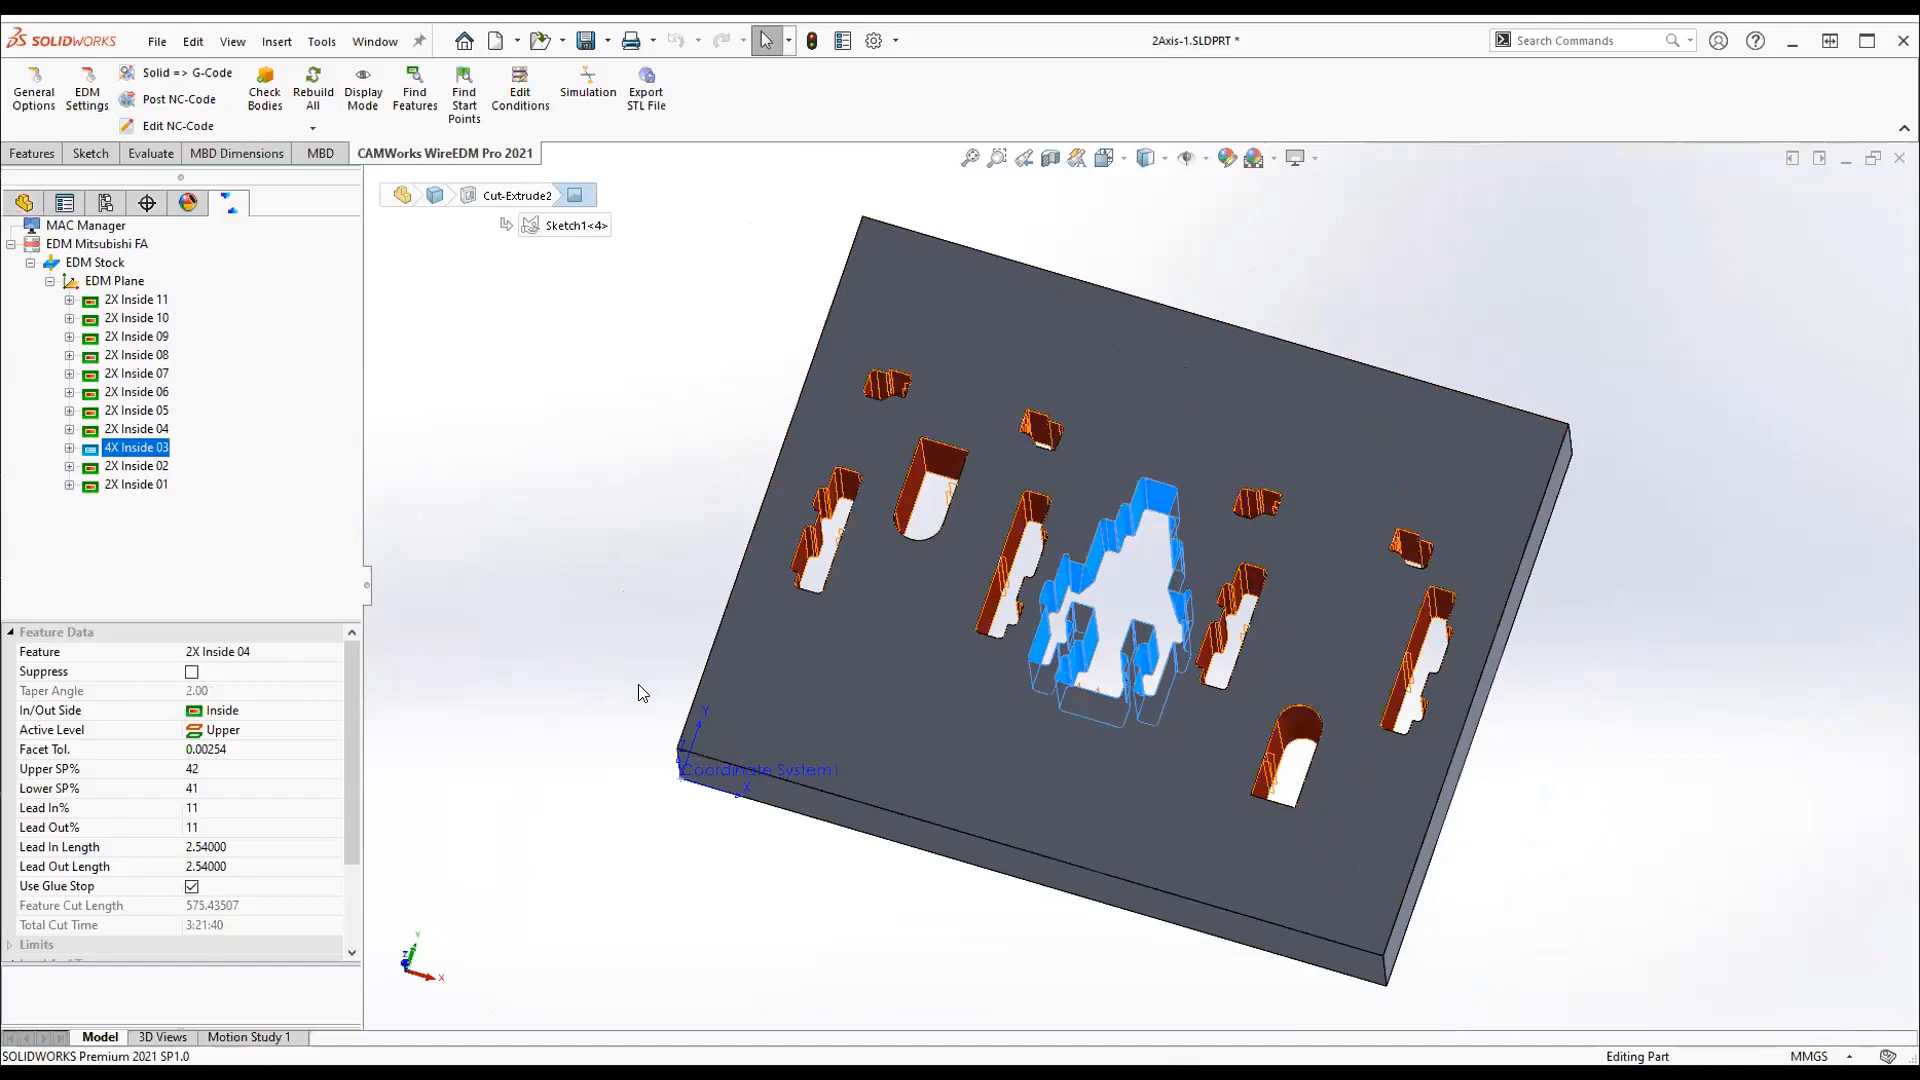 SOLIDWORKS File Edit View Insert Tools Window 2Axis-1.SLDPRT * Search Commands
General Options
EDM Settings
Solid => G-Code
Post NC-Code
Edit NC-Code
Check Bodies
Rebuild All
Display Mode
Find Features
Find Start Points
Edit Conditions
Simulation
Export STL File
Features Sketch Evaluate MBD Dimensions MBD CAMWorks WireEDM Pro 2021
Cut-Extrude2
Sketch1<4>
MAC Manager
EDM Mitsubishi FA
EDM Stock
EDM Plane
2X Inside 11
2X Inside 10
2X Inside 09
2X Inside 08
2X Inside 07
2X Inside 06
2X Inside 05
2X Inside 04
4X Inside 03
2X Inside 02
2X Inside 01
Feature Data
Feature 2X Inside 04
Suppress
Taper Angle 2.00
In/Out Side Inside
Active Level Upper
Facet Tol. 0.00254
Upper SP% 42
Lower SP% 41
Lead In% 11
Lead Out% 11
Lead In Length 2.54000
Lead Out Length 2.54000
Use Glue Stop
Feature Cut Length 575.43507
Total Cut Time 3:21:40
Limits
Y
Z
Coordinate System1
X
Y
Z
X
Model 3D Views Motion Study 1
SOLIDWORKS Premium 2021 SP1.0 Editing Part MMGS